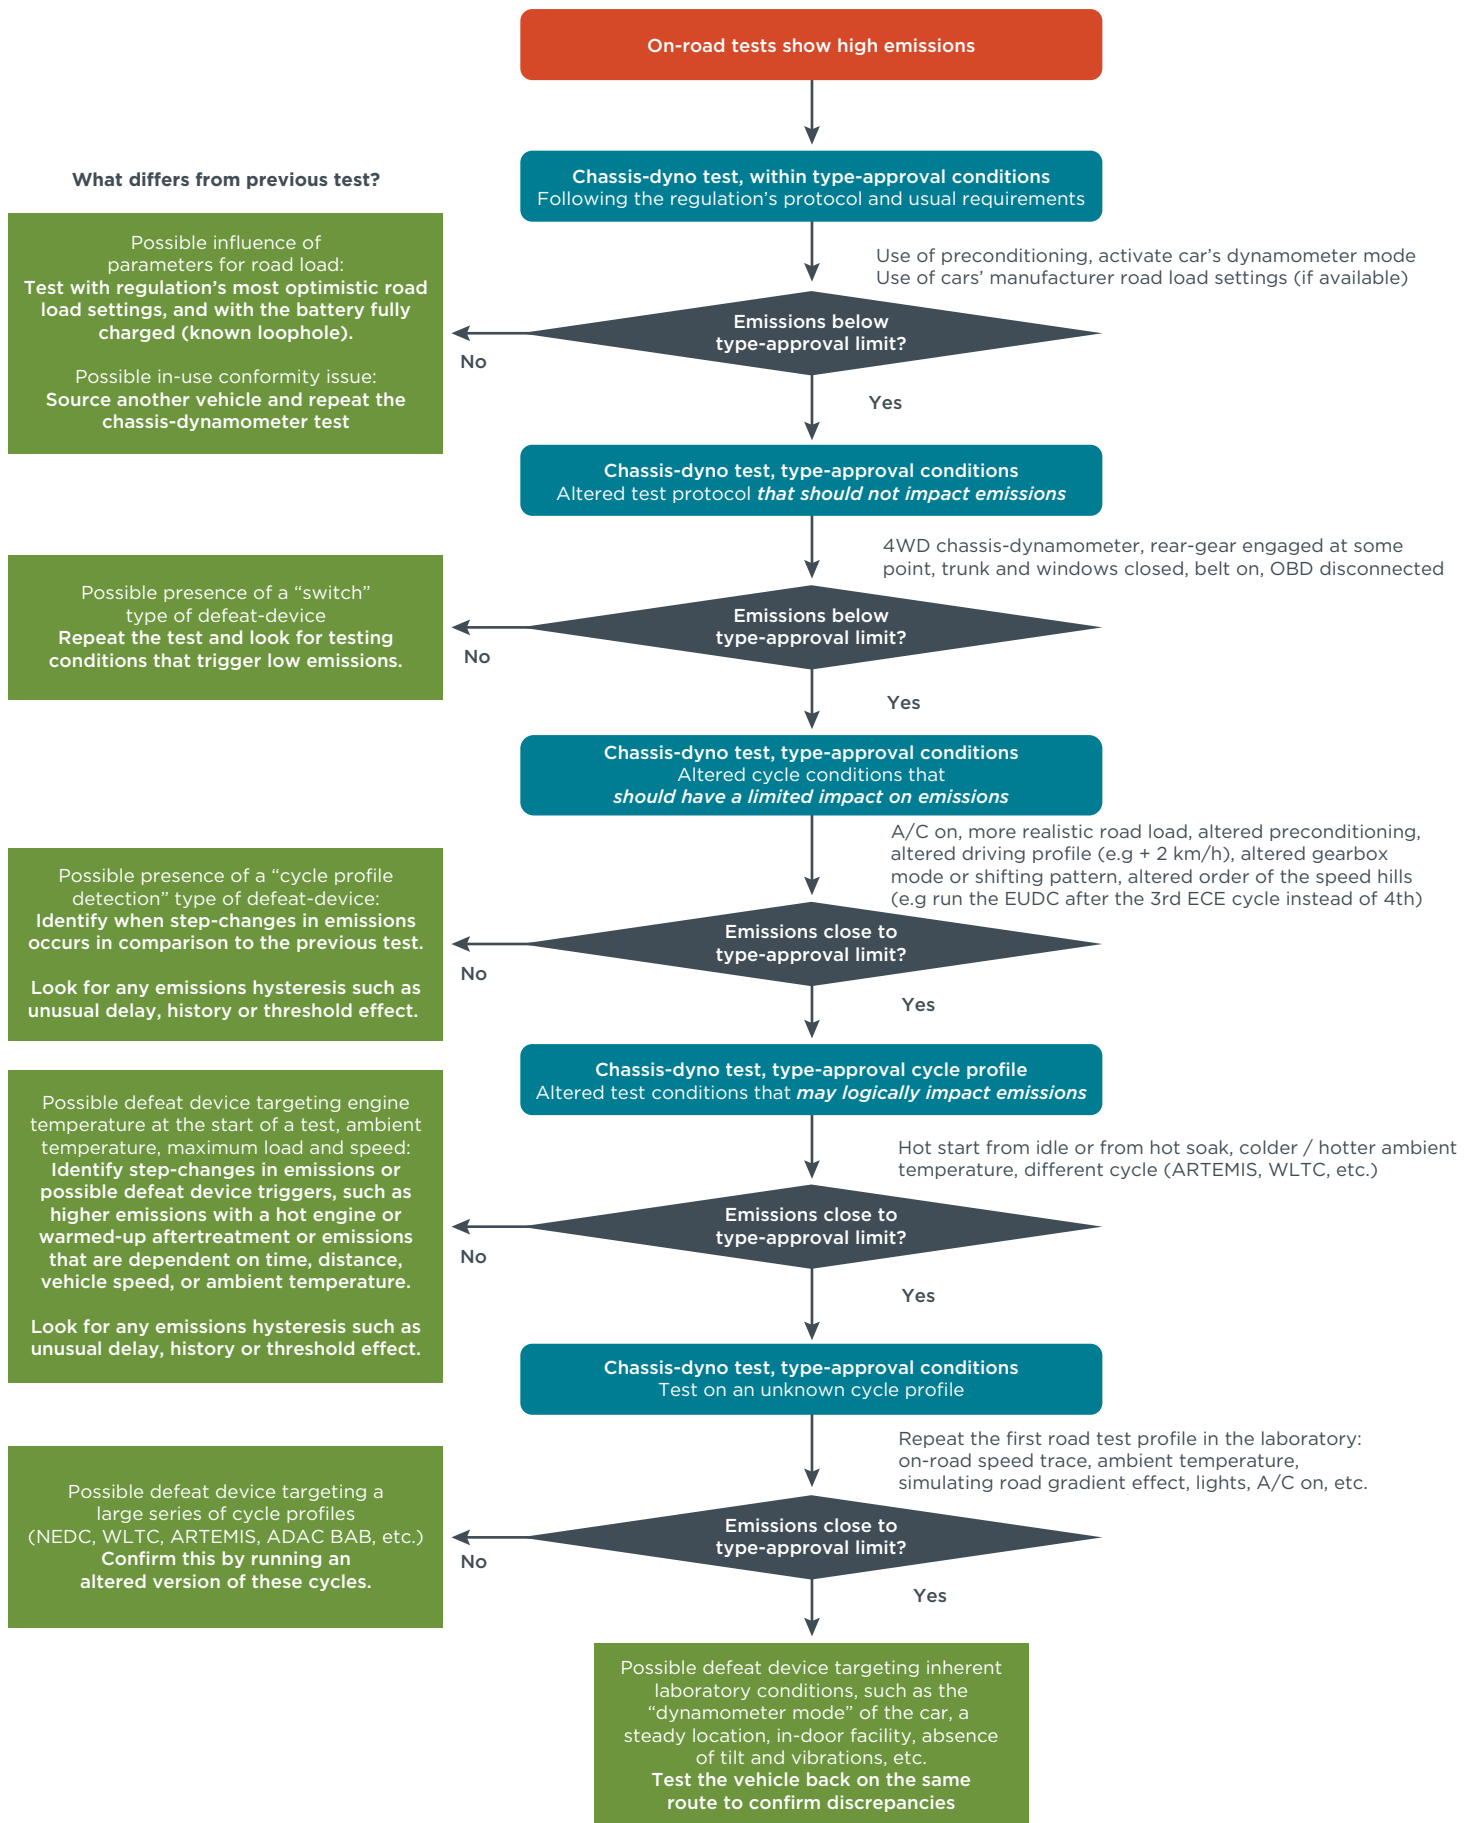 On-road tests show high emissions
What differs from previous test?
Chassis-dyno test, within type-approval conditions
Following the regulation's protocol and usual requirements
Use of preconditioning, activate car's dynamometer mode
Use of cars' manufacturer road load settings (if available)
Possible influence of
parameters for road load:
Test with regulation's most optimistic road
load settings, and with the battery fully
charged (known loophole).
Possible in-use conformity issue:
Source another vehicle and repeat the
chassis-dynamometer test
Emissions below
type-approval limit?
No
Yes
Chassis-dyno test, type-approval conditions
Altered test protocol that should not impact emissions
4WD chassis-dynamometer, rear-gear engaged at some
point, trunk and windows closed, belt on, OBD disconnected
Possible presence of a “switch”
type of defeat-device
Repeat the test and look for testing
conditions that trigger low emissions.
Emissions below
type-approval limit?
No
Yes
Chassis-dyno test, type-approval conditions
Altered cycle conditions that
should have a limited impact on emissions
A/C on, more realistic road load, altered preconditioning,
altered driving profile (e.g + 2 km/h), altered gearbox
mode or shifting pattern, altered order of the speed hills
(e.g run the EUDC after the 3rd ECE cycle instead of 4th)
Possible presence of a “cycle profile
detection” type of defeat-device:
Identify when step-changes in emissions
occurs in comparison to the previous test.
Look for any emissions hysteresis such as
unusual delay, history or threshold effect.
Emissions close to
type-approval limit?
No
Yes
Chassis-dyno test, type-approval cycle profile
Altered test conditions that may logically impact emissions
Hot start from idle or from hot soak, colder / hotter ambient
temperature, different cycle (ARTEMIS, WLTC, etc.)
Possible defeat device targeting engine
temperature at the start of a test, ambient
temperature, maximum load and speed:
Identify step-changes in emissions or
possible defeat device triggers, such as
higher emissions with a hot engine or
warmed-up aftertreatment or emissions
that are dependent on time, distance,
vehicle speed, or ambient temperature.
Look for any emissions hysteresis such as
unusual delay, history or threshold effect.
Emissions close to
type-approval limit?
No
Yes
Chassis-dyno test, type-approval conditions
Test on an unknown cycle profile
Repeat the first road test profile in the laboratory:
on-road speed trace, ambient temperature,
simulating road gradient effect, lights, A/C on, etc.
Possible defeat device targeting a
large series of cycle profiles
(NEDC, WLTC, ARTEMIS, ADAC BAB, etc.)
Confirm this by running an
altered version of these cycles.
Emissions close to
type-approval limit?
No
Yes
Possible defeat device targeting inherent
laboratory conditions, such as the
“dynamometer mode” of the car, a
steady location, in-door facility, absence
of tilt and vibrations, etc.
Test the vehicle back on the same
route to confirm discrepancies